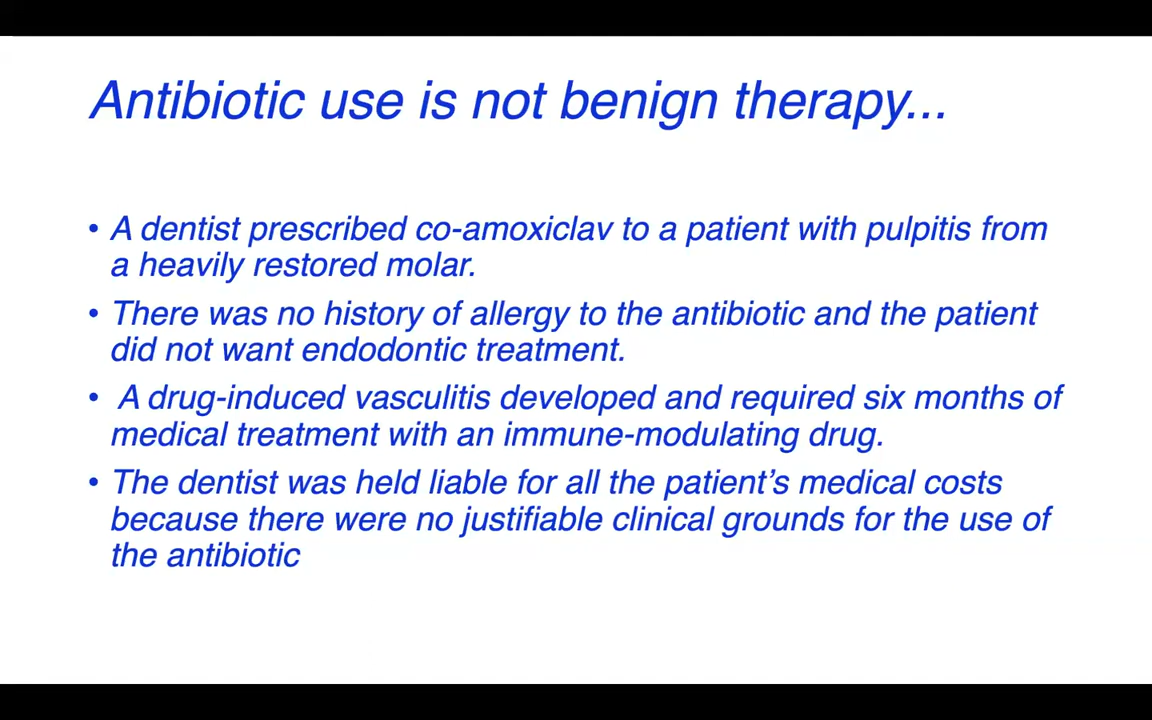 Antibiotic use is not benign therapy...
• A dentist prescribed co-amoxiclav to a patient with pulpitis from
a heavily restored molar.
• There was no history of allergy to the antibiotic and the patient
did not want endodontic treatment.
• A drug-induced vasculitis developed and required six months of
medical treatment with an immune-modulating drug.
• The dentist was held liable for all the patient’s medical costs
because there were no justifiable clinical grounds for the use of
the antibiotic